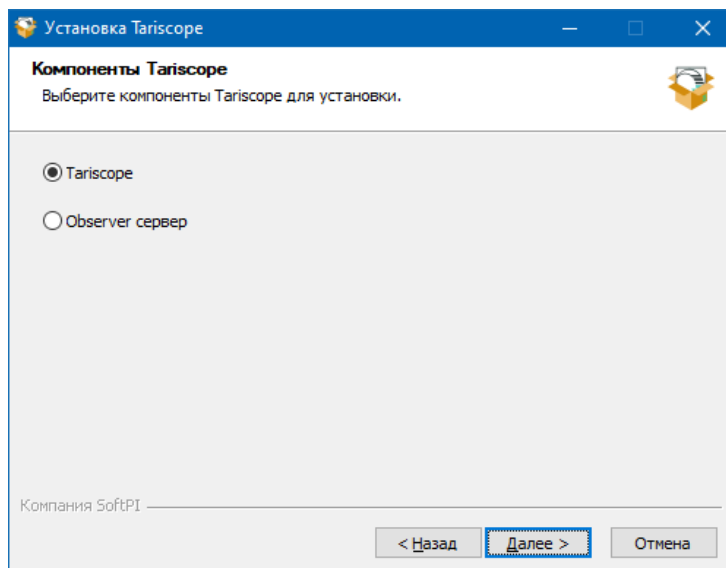 Установка Tariscope
Компоненты Tariscope
Выберите компоненты Tariscope для установки.
Tariscope
Observer сервер
Компания SoftPI
< Назад
Далее >
Отмена